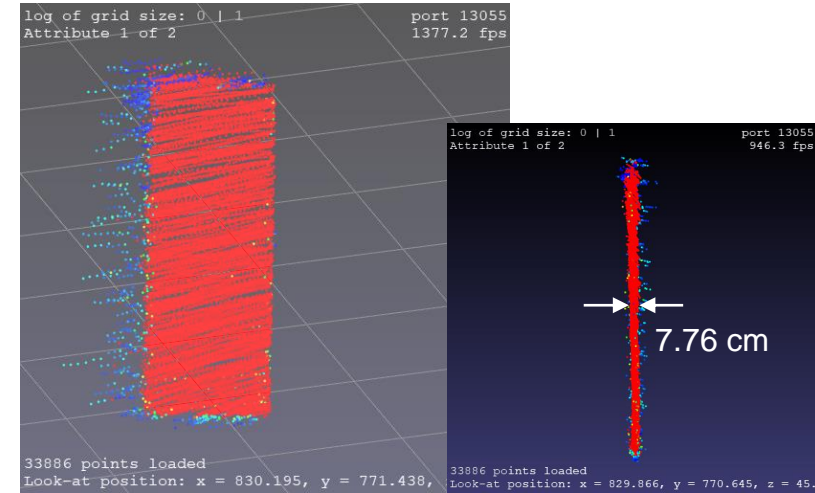 log of grid size: 0 | 1
port 13055
Attribute 1 of 2
1377.2 fps
33886 points loaded
Look-at position: x = 830.195, y = 771.438,
log of grid size: 0 | 1
port 13055
Attribute 1 of 2
946.3 fps
7.76 cm
33886 points loaded
Look-at position: x = 829.866, y = 770.645, z = 45.